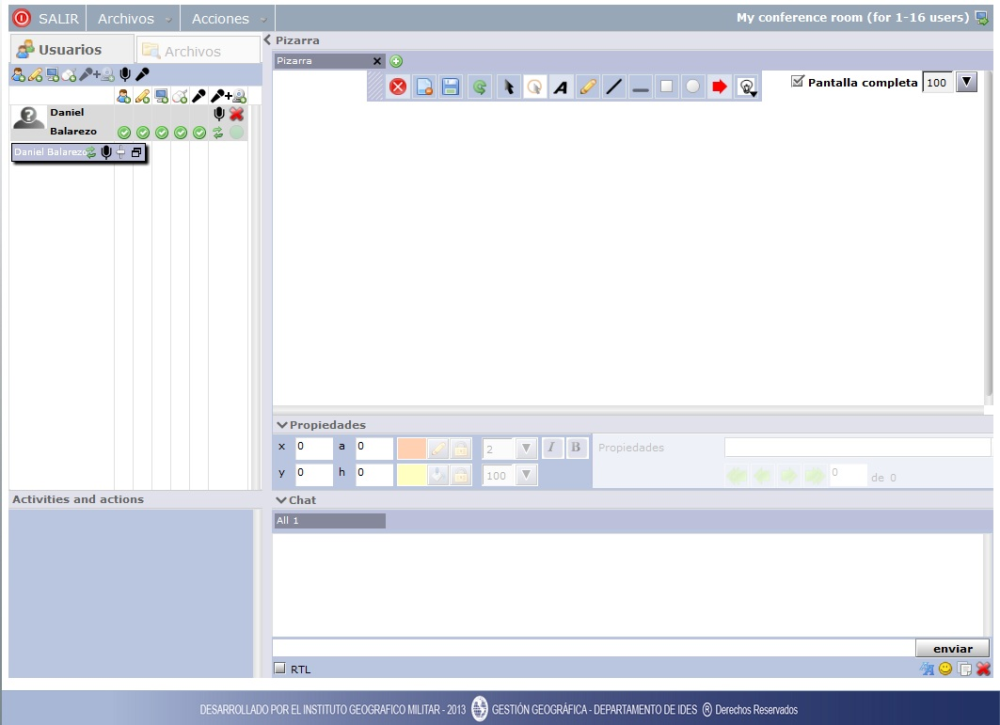 SALIR Archivos Acciones My conference room (for 1-16 users)
Usuarios Archivos
Pizarra
Pizarra
Pantalla completa 100
Daniel
Balarezo
Daniel Balarezo
Propiedades
x 0 a 0 2 I B Propiedades
y 0 h 0 100 0 de 0
Activities and actions
Chat
All 1
enviar
RTL
DESARROLLADO POR EL INSTITUTO GEOGRAFICO MILITAR - 2013 GESTIÓN GEOGRÁFICA - DEPARTAMENTO DE IDES ® Derechos Reservados